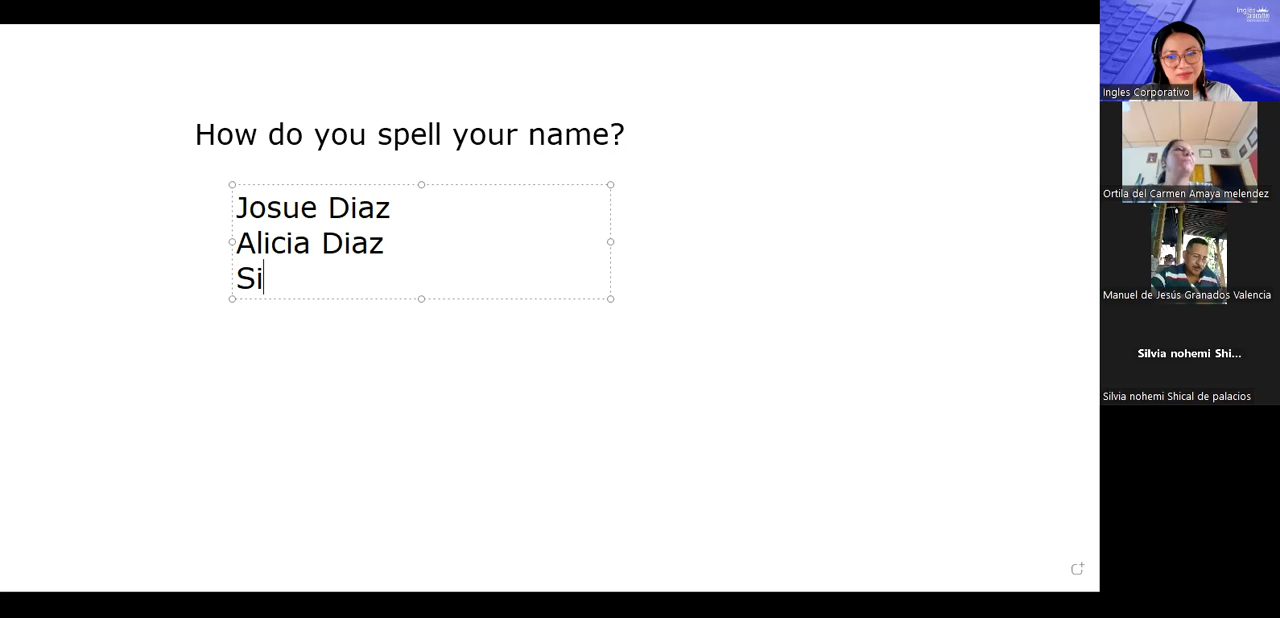 How do you spell your name?
Josue Diaz
Alicia Diaz
Si
Ingles Corporativo
Ortila del Carmen Amaya melendez
Manuel de Jesús Granados Valencia
Silvia nohemi Shi...
Silvia nohemi Shical de palacios